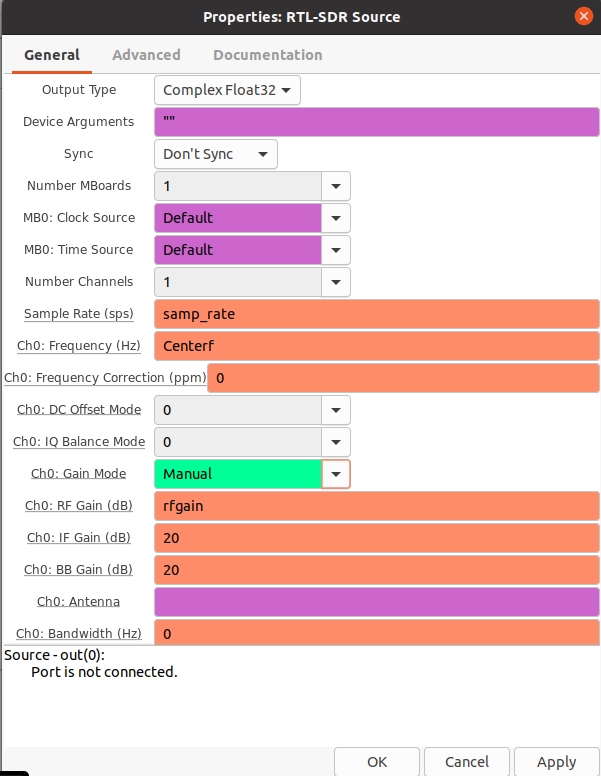 Properties: RTL-SDR Source
General Advanced Documentation
Output Type Complex Float32
Device Arguments ""
Sync Don't Sync
Number MBoards 1
MB0: Clock Source Default
MB0: Time Source Default
Number Channels 1
Sample Rate (sps) samp_rate
Ch0: Frequency (Hz) Centerf
Ch0: Frequency Correction (ppm) 0
Ch0: DC Offset Mode 0
Ch0: IQ Balance Mode 0
Ch0: Gain Mode Manual
Ch0: RF Gain (dB) rfgain
Ch0: IF Gain (dB) 20
Ch0: BB Gain (dB) 20
Ch0: Antenna
Ch0: Bandwidth (Hz) 0
Source - out(0):
Port is not connected.
OK Cancel Apply